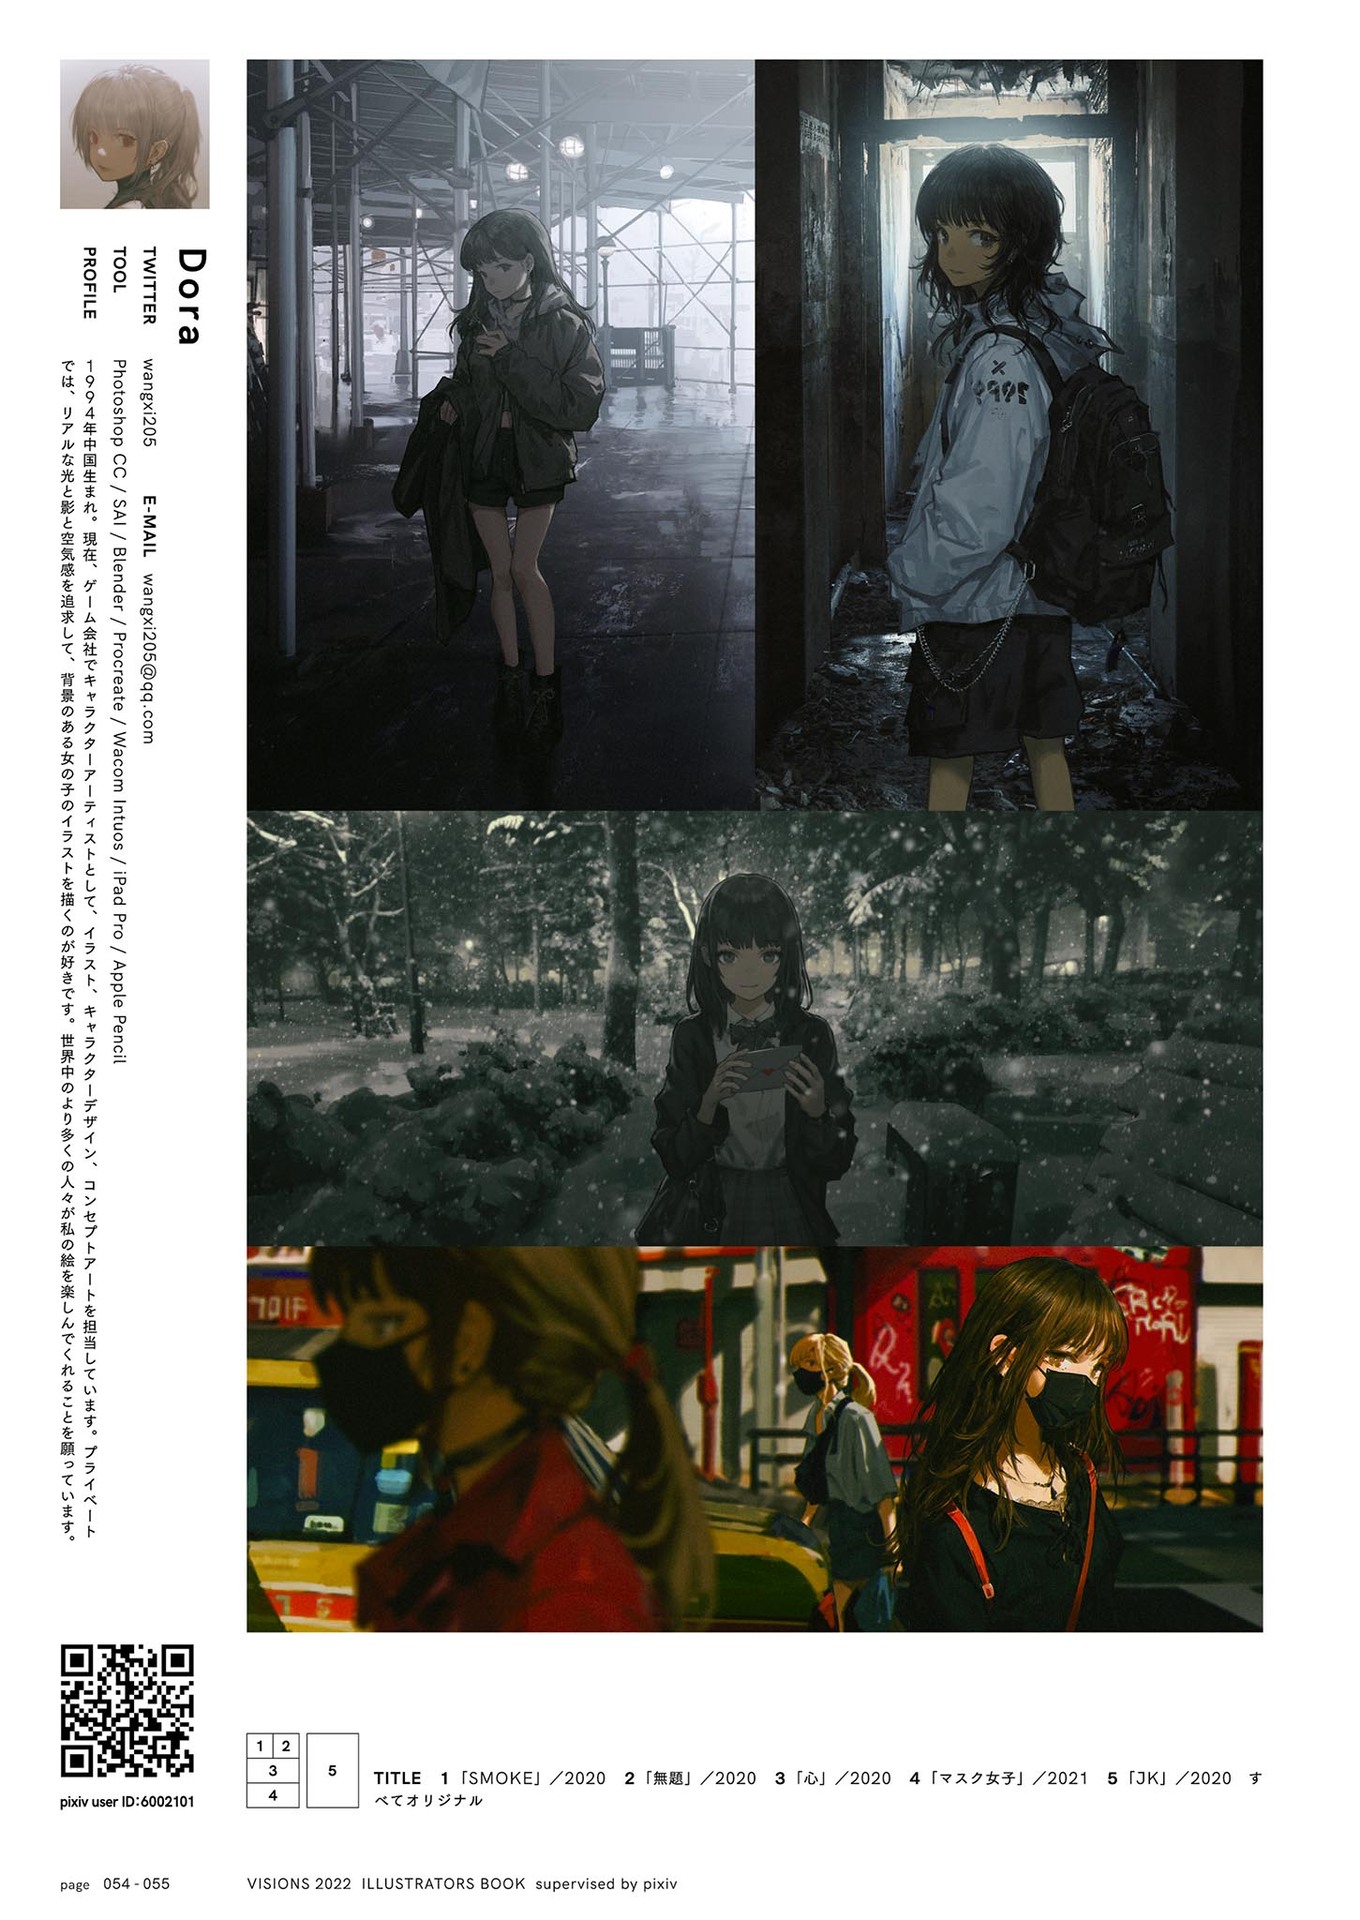 Dora
TWITTER wangxi205 E-MAIL wangxi205@qq.com
TOOL Photoshop CC / SAI / Blender / Procreate / Wacom Intuos / iPad Pro / Apple Pencil
PROFILE 1994年中国生まれ。現在、ゲーム会社でキャラクターアーティストとして、イラスト、キャラクターデザイン、コンセプトアートを担当しています。プライベート
では、リアルな光と影と空気感を追求して、背景のある女の子のイラストを描くのが好きです。世界中のより多くの人々が私の絵を楽しんでくれることを願っています。
pixiv user ID:6002101
1 2
3
4
5
TITLE 1「SMOKE」／2020 2「無題」／2020 3「心」／2020 4「マスク女子」／2021 5「JK」／2020 す
べてオリジナル
page 054 - 055
VISIONS 2022 ILLUSTRATORS BOOK supervised by pixiv